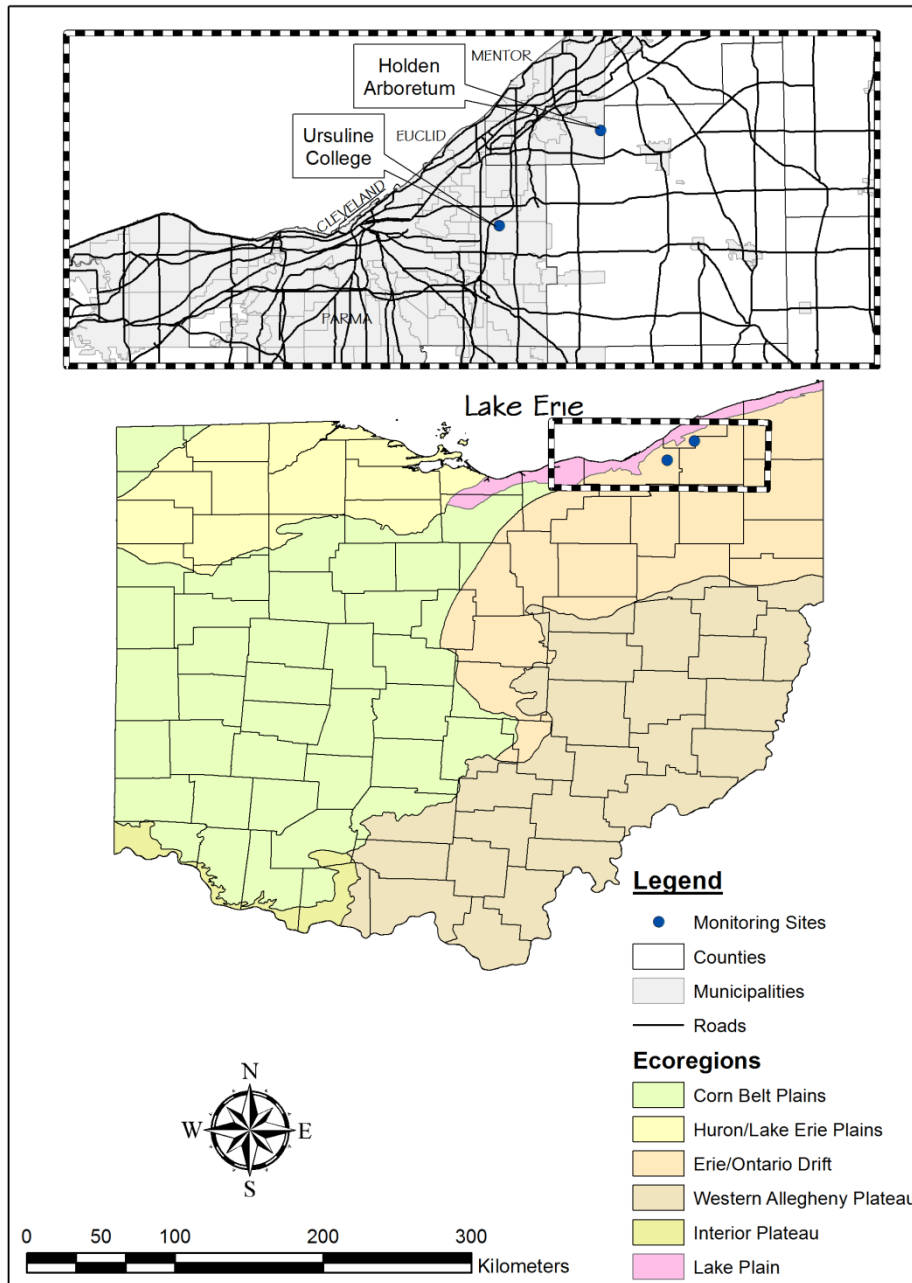 MENTOR
Holden
Arboretum
EUCLID
Ursuline
College
CLEVELAND
PARMA
Lake Erie
Legend
Monitoring Sites
Counties
Municipalities
Roads
Ecoregions
Corn Belt Plains
Huron/Lake Erie Plains
Erie/Ontario Drift
Western Allegheny Plateau
Interior Plateau
Lake Plain
N
W E
S
0 50 100 200 300
Kilometers